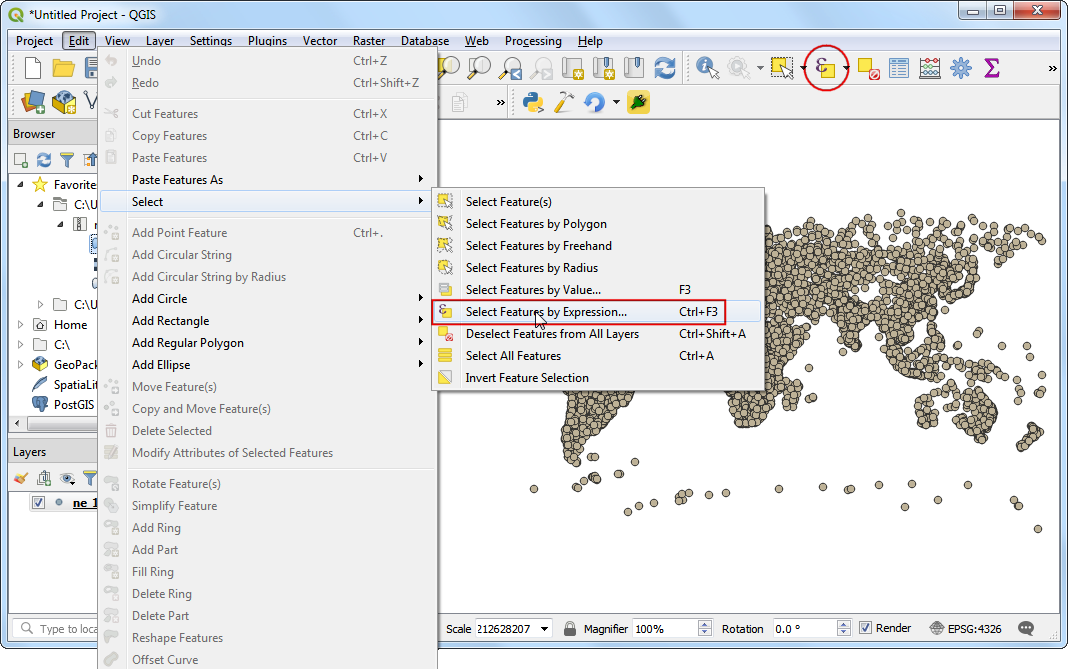 *Untitled Project - QGIS
Project Edit View Layer Settings Plugins Vector Raster Database Web Processing Help
Undo Ctrl+Z
Redo Ctrl+Shift+Z
Cut Features Ctrl+X
Copy Features Ctrl+C
Paste Features Ctrl+V
Paste Features As
Select
Add Point Feature Ctrl+.
Add Circular String
Add Circular String by Radius
Add Circle
Add Rectangle
Add Regular Polygon
Add Ellipse
Move Feature(s)
Copy and Move Feature(s)
Delete Selected
Modify Attributes of Selected Features
Rotate Feature(s)
Simplify Feature
Add Ring
Add Part
Fill Ring
Delete Ring
Delete Part
Reshape Features
Offset Curve
Select Feature(s)
Select Features by Polygon
Select Features by Freehand
Select Features by Radius
Select Features by Value... F3
Select Features by Expression... Ctrl+F3
Deselect Features from All Layers Ctrl+Shift+A
Select All Features Ctrl+A
Invert Feature Selection
Browser
Favorite
C:\U
C:\U
Home
C:\
GeoPack
SpatiaLit
PostGIS
Layers
ne_1
Type to loca
Scale 212628207 Magnifier 100% Rotation 0.0 ° Render EPSG:4326